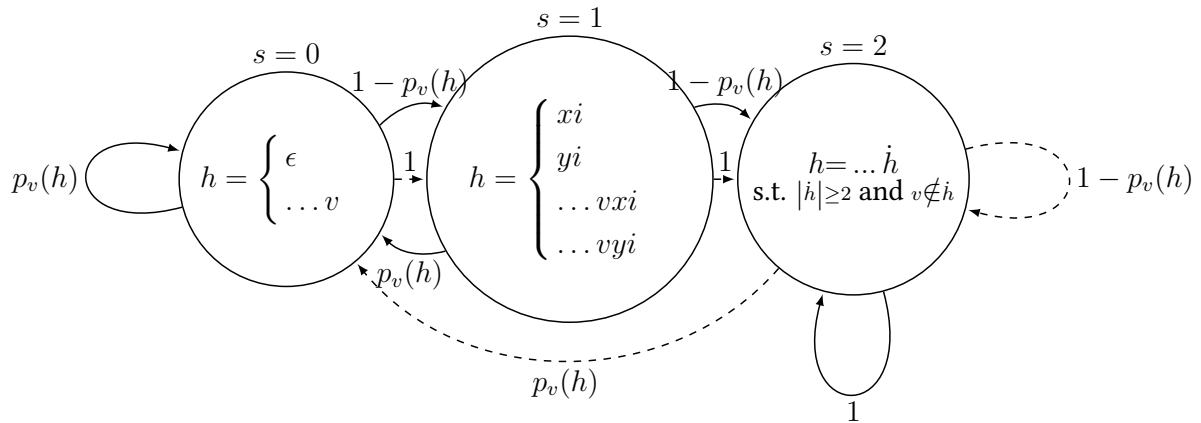 s = 1
s = 0
s = 2
1 − p_v(h)
1 − p_v(h)
p_v(h)
h = { ϵ
… v
1
h = { xi
yi
… vxi
… vyi
1
h= ... ḣ
s.t. |ḣ|≥2 and v∉ḣ
1 − p_v(h)
p_v(h)
p_v(h)
1